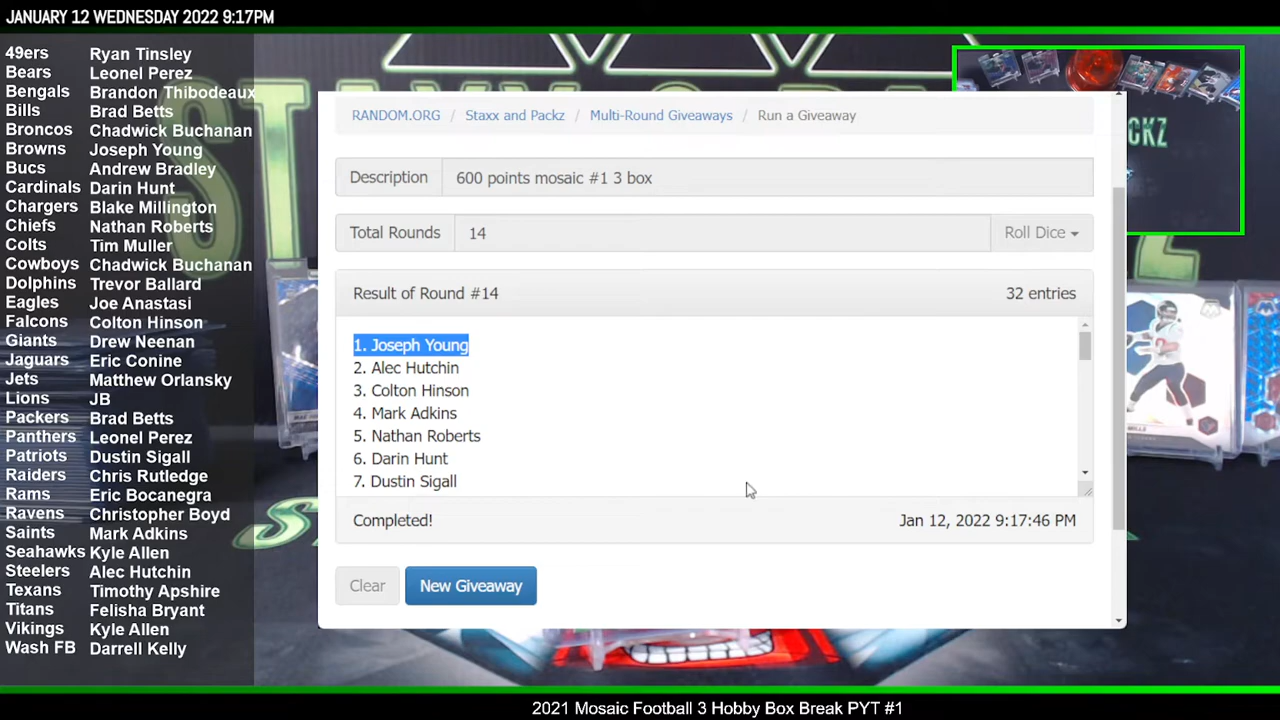 JANUARY 12 WEDNESDAY 2022 9:17PM
49ers Ryan Tinsley
Bears Leonel Perez
Bengals Brandon Thibodeaux
Bills Brad Betts
Broncos Chadwick Buchanan
Browns Joseph Young
Bucs Andrew Bradley
Cardinals Darin Hunt
Chargers Blake Millington
Chiefs Nathan Roberts
Colts Tim Muller
Cowboys Chadwick Buchanan
Dolphins Trevor Ballard
Eagles Joe Anastasi
Falcons Colton Hinson
Giants Drew Neenan
Jaguars Eric Conine
Jets Matthew Orlansky
Lions JB
Packers Brad Betts
Panthers Leonel Perez
Patriots Dustin Sigall
Raiders Chris Rutledge
Rams Eric Bocanegra
Ravens Christopher Boyd
Saints Mark Adkins
Seahawks Kyle Allen
Steelers Alec Hutchin
Texans Timothy Apshire
Titans Felisha Bryant
Vikings Kyle Allen
Wash FB Darrell Kelly
RANDOM.ORG / Staxx and Packz / Multi-Round Giveaways / Run a Giveaway
Description 600 points mosaic #1 3 box
Total Rounds 14 Roll Dice
Result of Round #14 32 entries
1. Joseph Young
2. Alec Hutchin
3. Colton Hinson
4. Mark Adkins
5. Nathan Roberts
6. Darin Hunt
7. Dustin Sigall
Completed! Jan 12, 2022 9:17:46 PM
Clear New Giveaway
2021 Mosaic Football 3 Hobby Box Break PYT #1